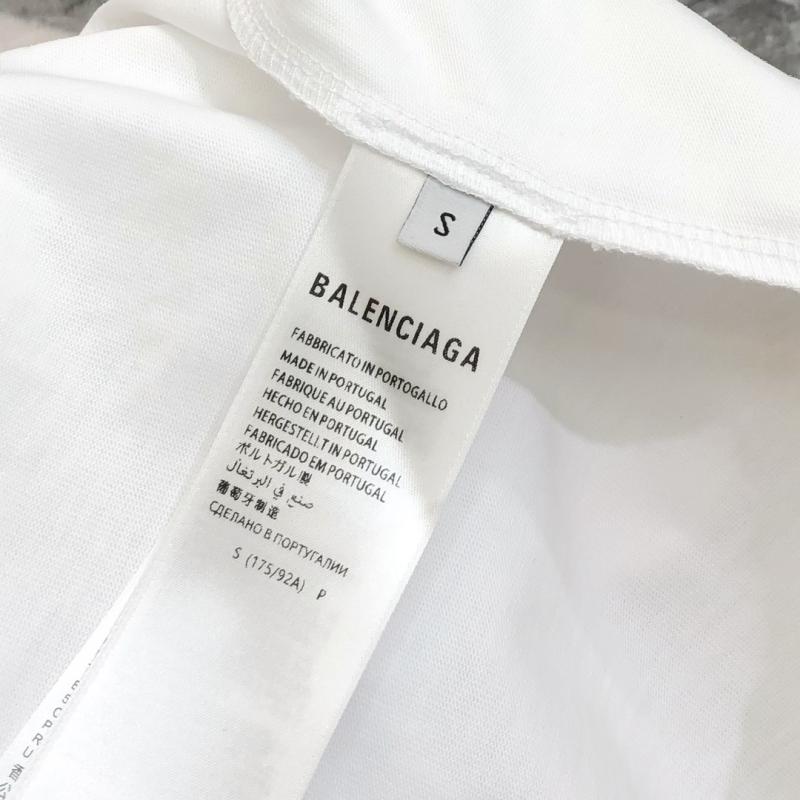 S
BALENCIAGA
FABBRICATO IN PORTOGALLO
MADE IN PORTUGAL
FABRIQUE AU PORTUGAL
HECHO EN PORTUGAL
HERGESTELLT IN PORTUGAL
FABRICADO EM PORTUGAL
ポルトガル製
صنع في البرتغال
葡萄牙制造
СДЕЛАНО В ПОРТУГАЛИИ
S (175/92A) P